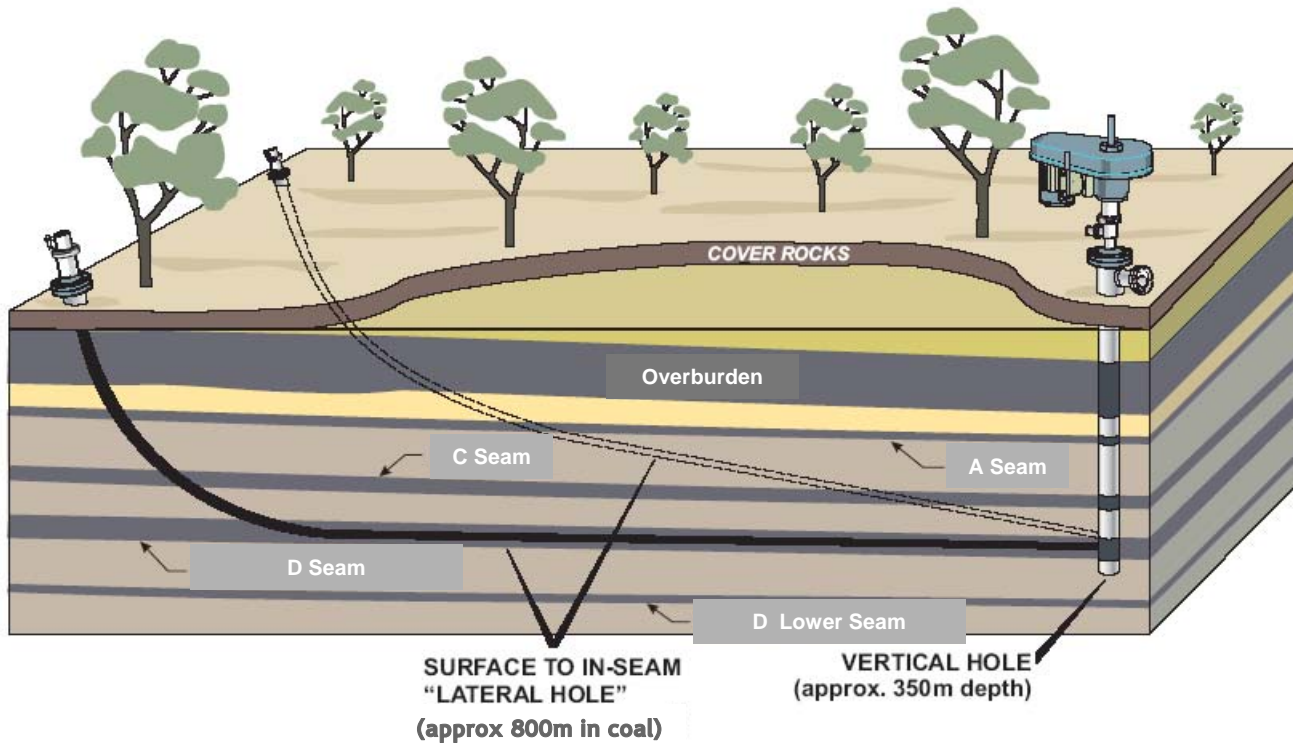 COVER ROCKS
Overburden
C Seam
A Seam
D Seam
D  Lower Seam
SURFACE TO IN-SEAM
“LATERAL HOLE”
(approx 800m in coal)
VERTICAL HOLE
(approx. 350m depth)